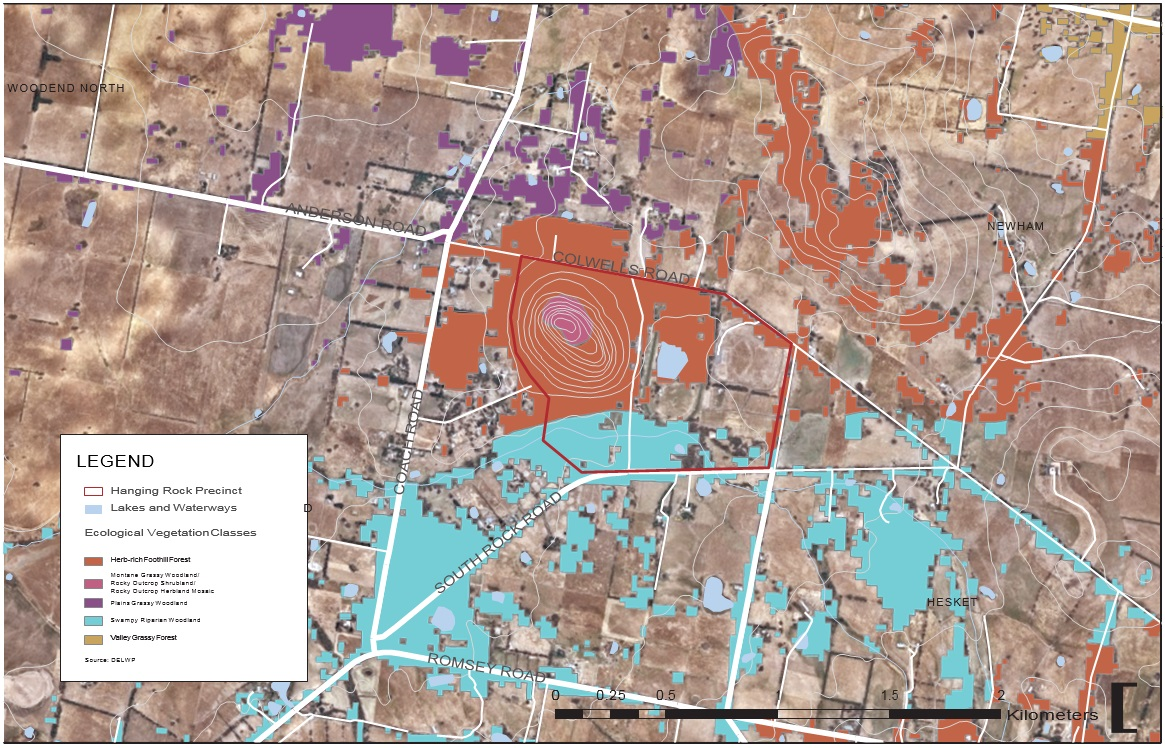 WOODEND NORTH
ANDERSON ROAD
NEWHAM
COLWELLS ROAD
COACH ROAD
SOUTH ROCK ROAD
HESKET
ROMSEY ROAD
D
LEGEND
Hanging Rock Precinct
Lakes and Waterways
Ecological Vegetation Classes
Herb-rich Foothill Forest
Montane Grassy Woodland/
Rocky Outcrop Shrubland/
Rocky Outcrop Herbland Mosaic
Plains Grassy Woodland
Swampy Riparian Woodland
Valley Grassy Forest
Source: DELWP
0 0.25 0.5 1 1.5 2
Kilometers